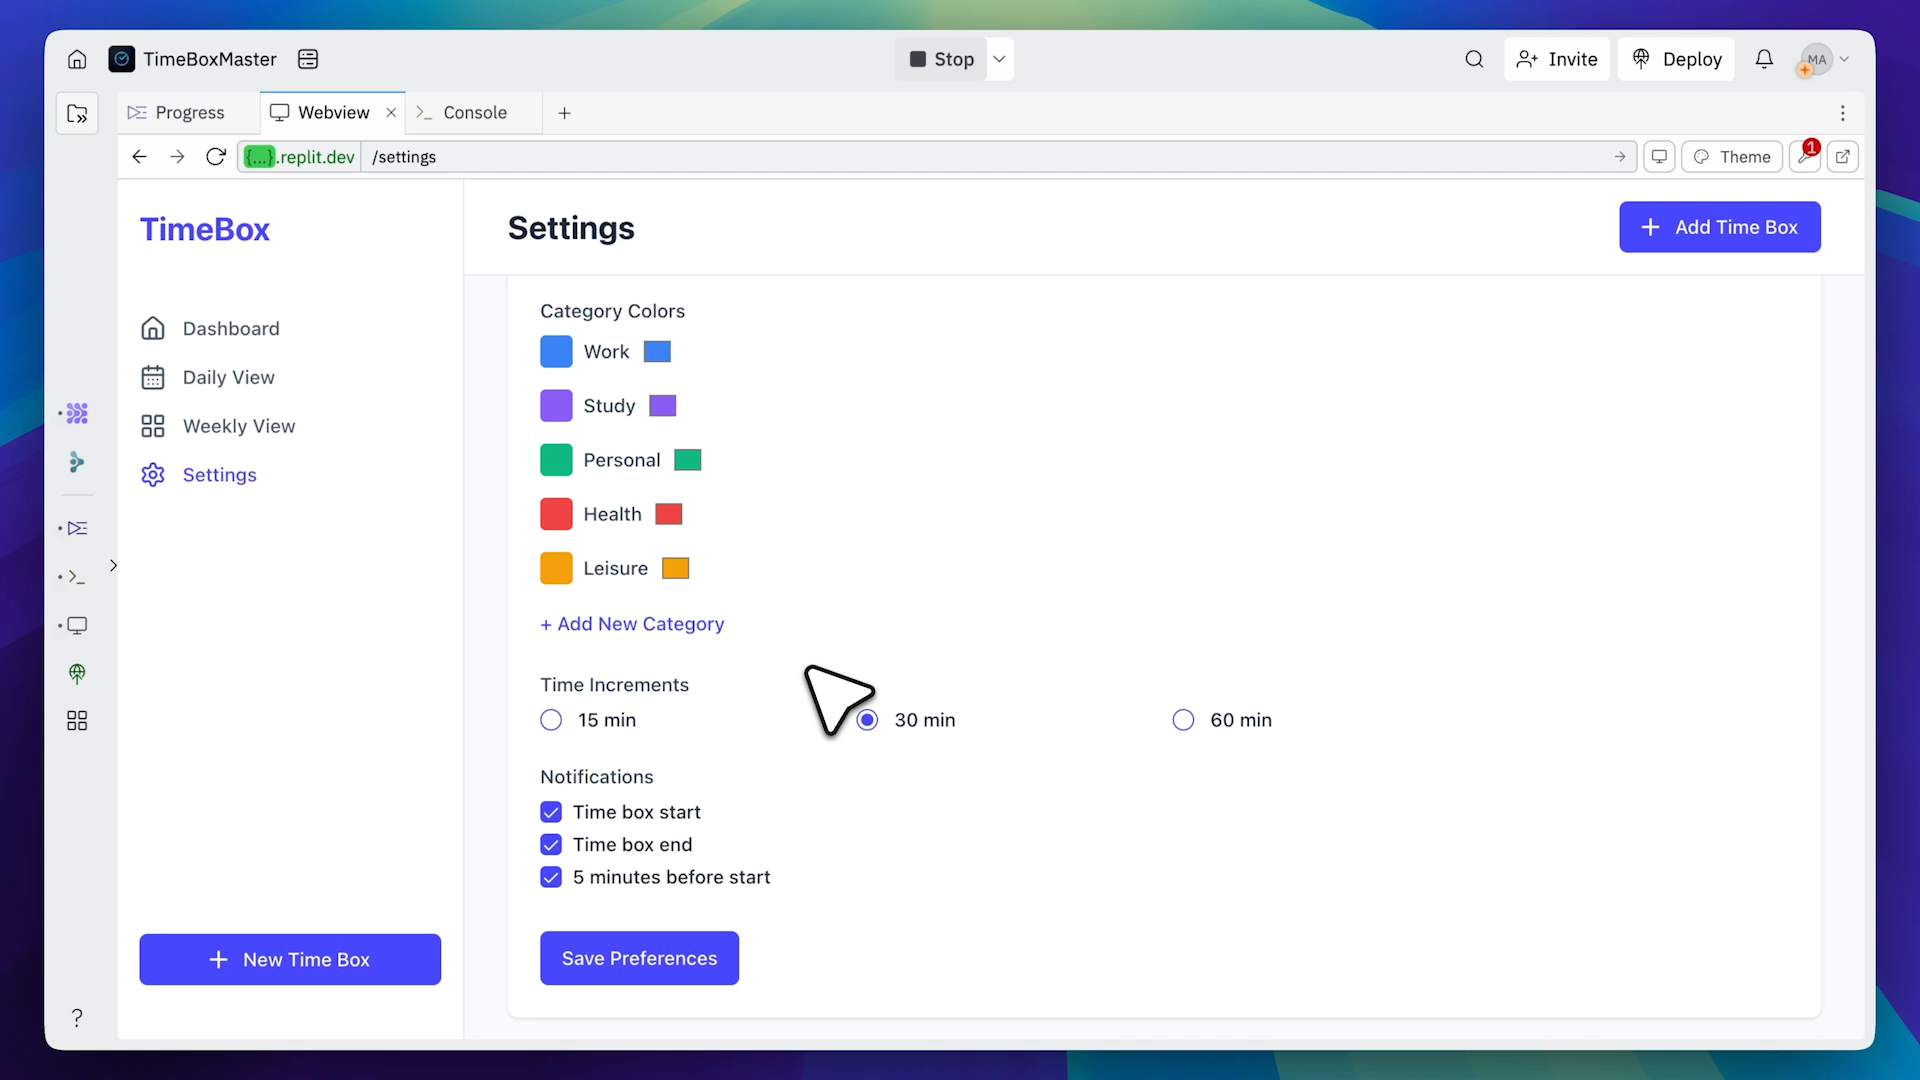 TimeBoxMaster
Stop
Invite
Deploy
MA
Progress
Webview
Console
{...}.replit.dev
/settings
Theme
1
TimeBox
Settings
+ Add Time Box
Dashboard
Daily View
Weekly View
Settings
Category Colors
Work
Study
Personal
Health
Leisure
+ Add New Category
Time Increments
15 min
30 min
60 min
Notifications
Time box start
Time box end
5 minutes before start
+ New Time Box
Save Preferences
?